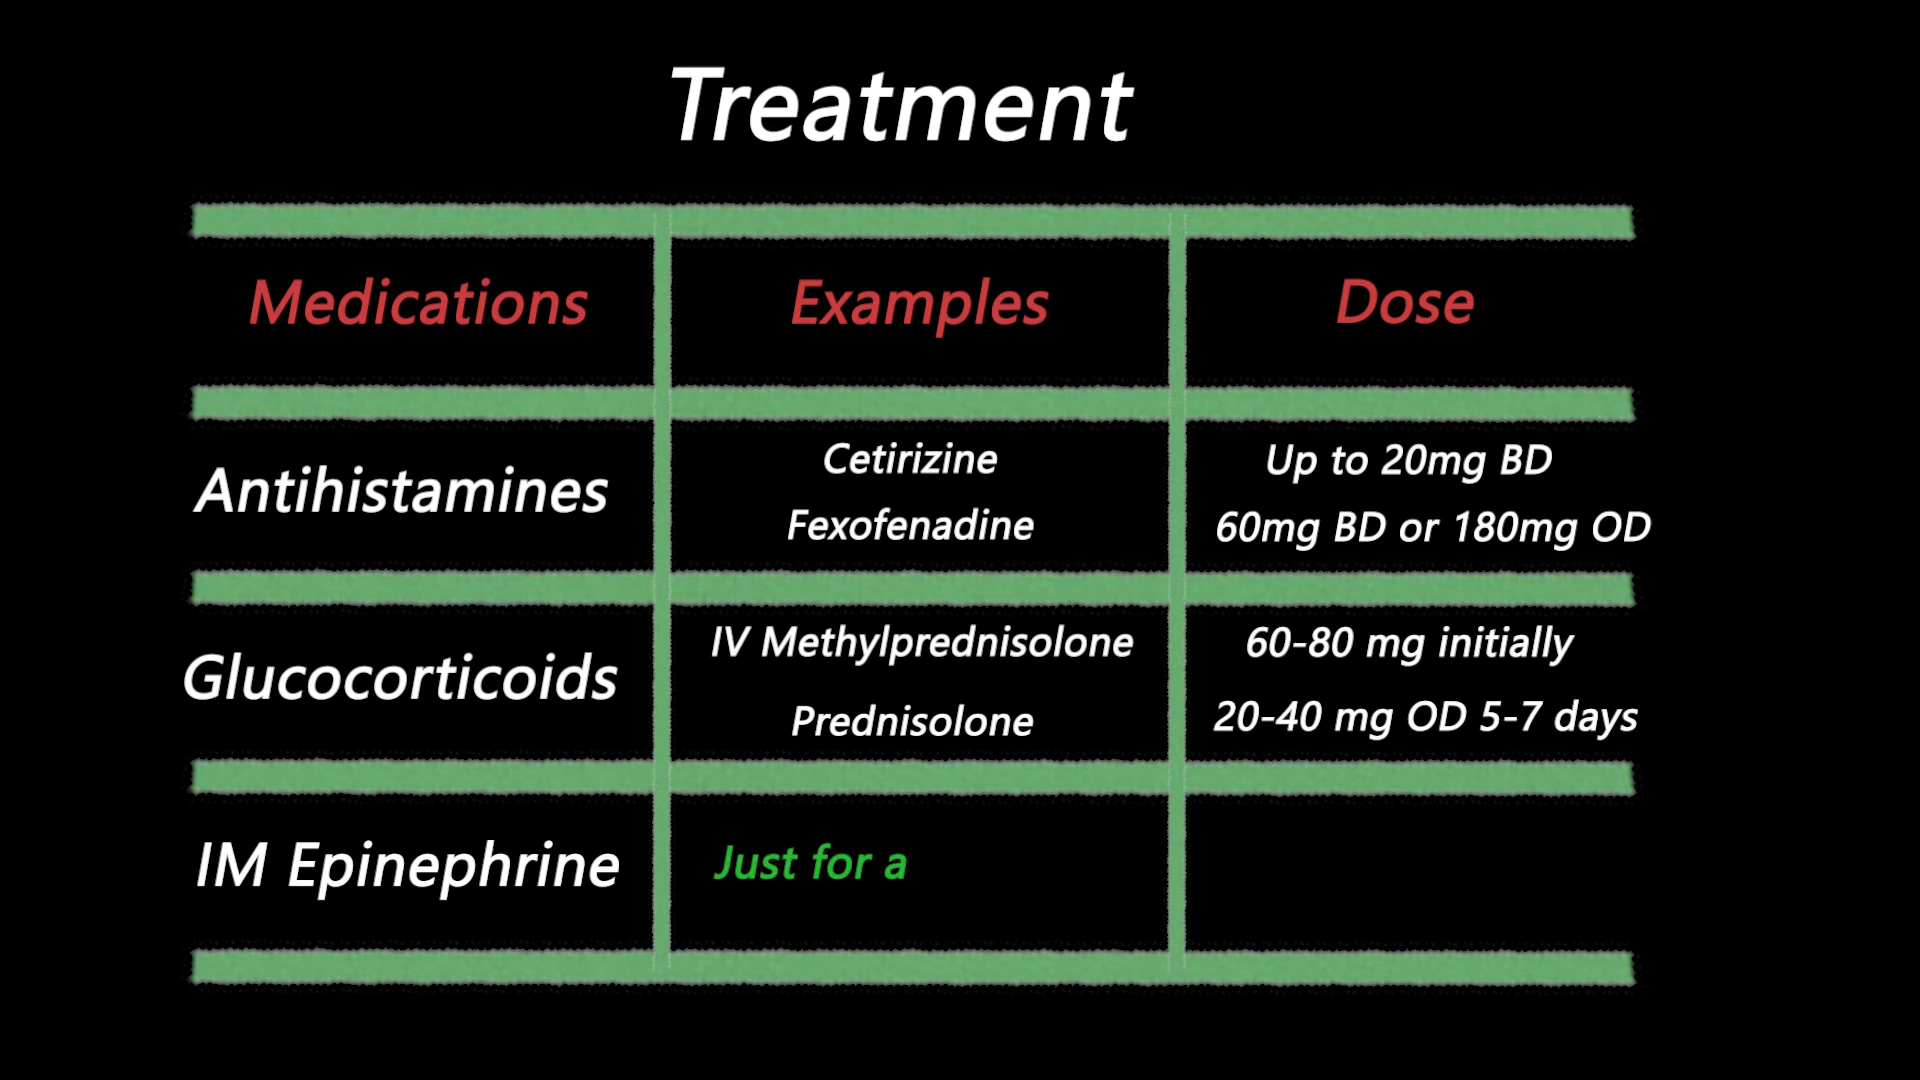 Treatment
Medications
Examples
Dose
Antihistamines
Cetirizine
Up to 20mg BD
Fexofenadine
60mg BD or 180mg OD
Glucocorticoids
IV Methylprednisolone
60-80 mg initially
Prednisolone
20-40 mg OD 5-7 days
IM Epinephrine
Just for a